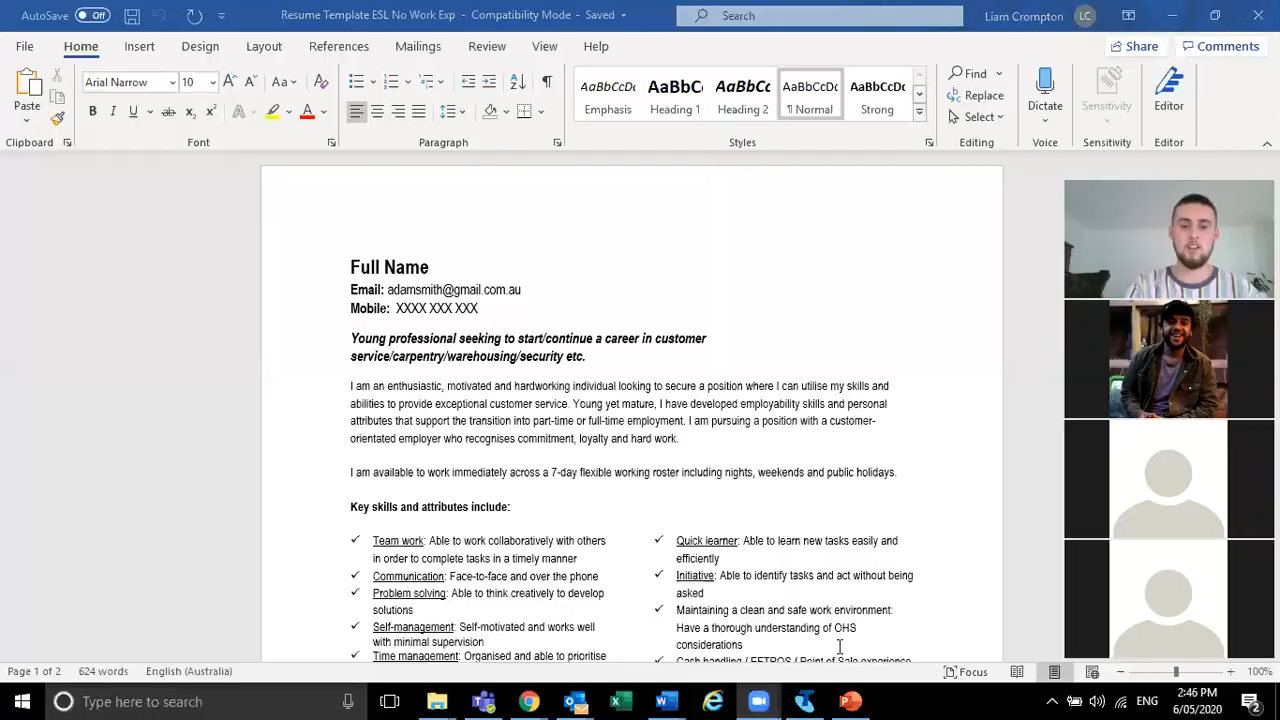 AutoSave Off Resume Template ESL No Work Exp - Compatibility Mode - Saved Search Liam Crompton LC
File Home Insert Design Layout References Mailings Review View Help Share Comments
Arial Narrow 10 Aa AaBbCcDc AaBbC AaBbCc AaBbCcDc AaBbCcDc Find
Paste Replace Dictate Sensitivity Editor
B I U ab x₂ x² A A Emphasis Heading 1 Heading 2 ¶ Normal Strong Select
Clipboard Font Paragraph Styles Editing Voice Sensitivity Editor
Full Name
Email: adamsmith@gmail.com.au
Mobile: XXXX XXX XXX
Young professional seeking to start/continue a career in customer
service/carpentry/warehousing/security etc.
I am an enthusiastic, motivated and hardworking individual looking to secure a position where I can utilise my skills and
abilities to provide exceptional customer service. Young yet mature, I have developed employability skills and personal
attributes that support the transition into part-time or full-time employment. I am pursuing a position with a customer-
orientated employer who recognises commitment, loyalty and hard work.
I am available to work immediately across a 7-day flexible working roster including nights, weekends and public holidays.
Key skills and attributes include:
✓ Team work: Able to work collaboratively with others
in order to complete tasks in a timely manner
✓ Communication: Face-to-face and over the phone
✓ Problem solving: Able to think creatively to develop
solutions
✓ Self-management: Self-motivated and works well
with minimal supervision
Time management: Organised and able to prioritise
✓ Quick learner: Able to learn new tasks easily and
efficiently
✓ Initiative: Able to identify tasks and act without being
asked
✓ Maintaining a clean and safe work environment:
Have a thorough understanding of OHS
considerations
Cash handling / EFTPOS / Point of Sale experience
Page 1 of 2 624 words English (Australia) Focus 100%
Type here to search ENG 2:46 PM
6/05/2020 2